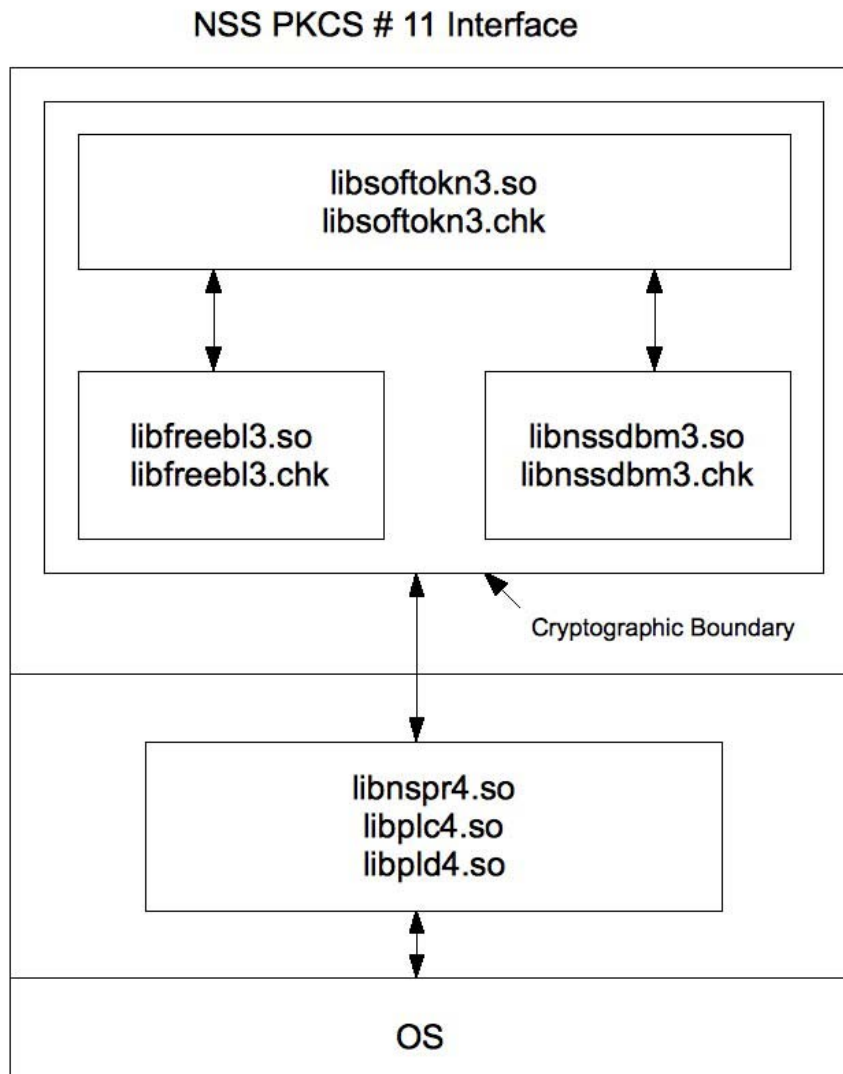 NSS PKCS # 11 Interface
libsoftokn3.so
libsoftokn3.chk
libfreebl3.so
libfreebl3.chk
libnssdbm3.so
libnssdbm3.chk
Cryptographic Boundary
libnspr4.so
libplc4.so
libpld4.so
OS